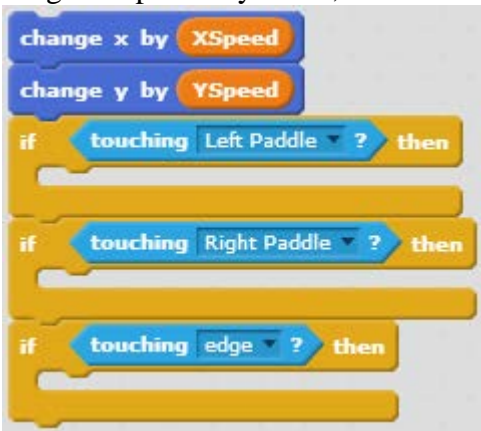 change x by XSpeed
change y by YSpeed
if touching Left Paddle ? then
if touching Right Paddle ? then
if touching edge ? then